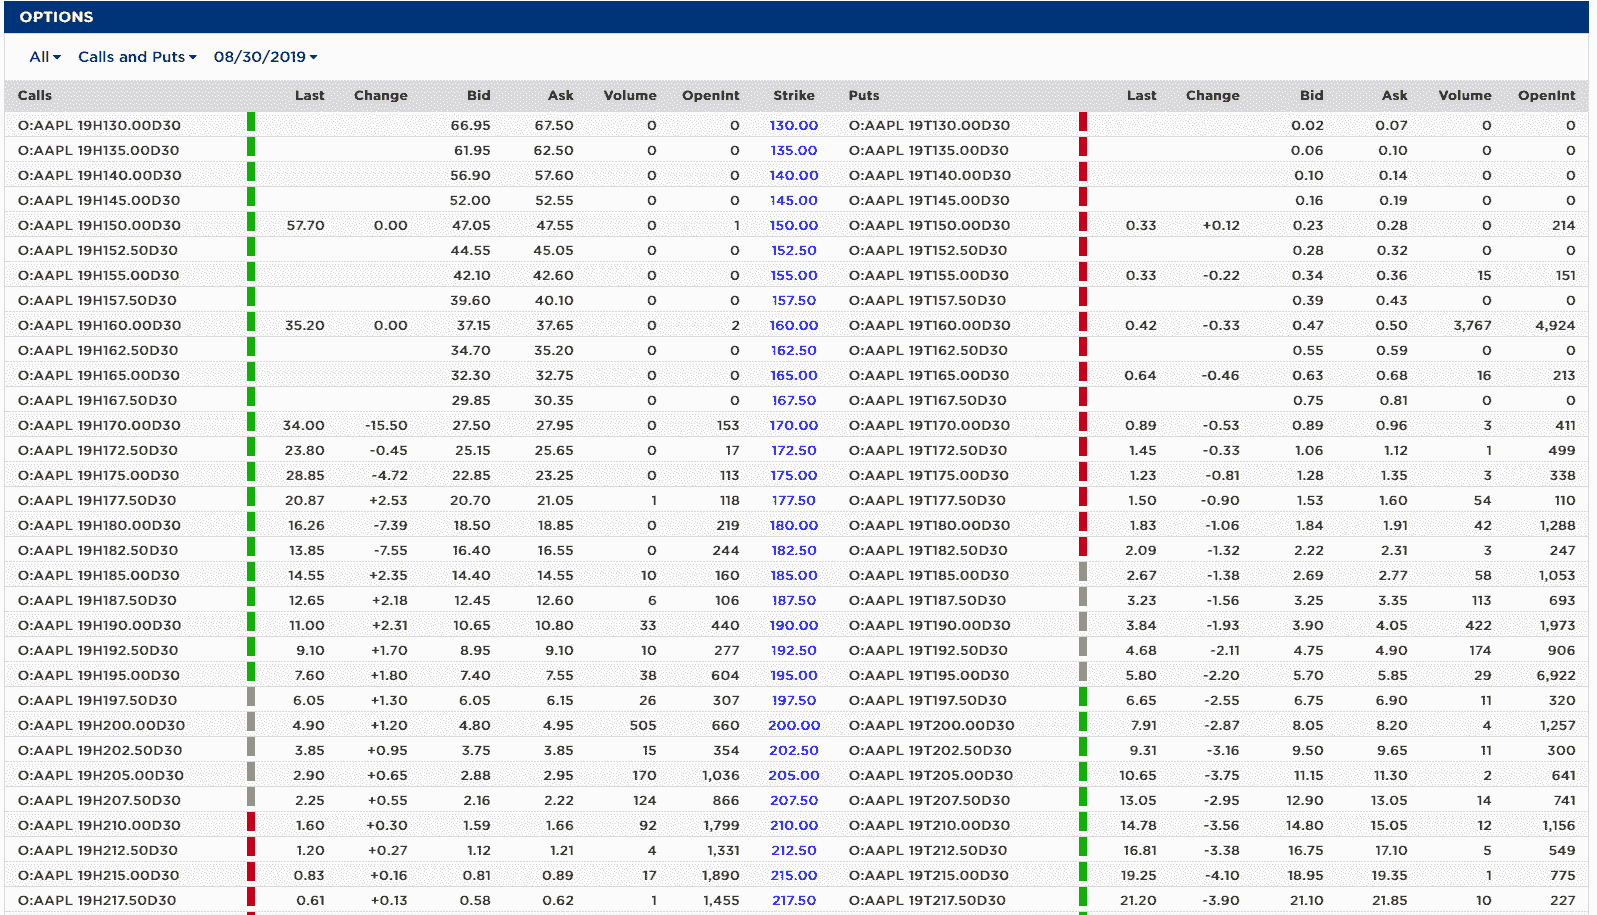 OPTIONS
All Calls and Puts 08/30/2019
Calls Last Change Bid Ask Volume OpenInt Strike Puts Last Change Bid Ask Volume OpenInt
O:AAPL 19H130.00D30 66.95 67.50 0 0 130.00 O:AAPL 19T130.00D30 0.02 0.07 0 0
O:AAPL 19H135.00D30 61.95 62.50 0 0 135.00 O:AAPL 19T135.00D30 0.06 0.10 0 0
O:AAPL 19H140.00D30 56.90 57.60 0 0 140.00 O:AAPL 19T140.00D30 0.10 0.14 0 0
O:AAPL 19H145.00D30 52.00 52.55 0 0 145.00 O:AAPL 19T145.00D30 0.16 0.19 0 0
O:AAPL 19H150.00D30 57.70 0.00 47.05 47.55 0 1 150.00 O:AAPL 19T150.00D30 0.33 +0.12 0.23 0.28 0 214
O:AAPL 19H152.50D30 44.55 45.05 0 0 152.50 O:AAPL 19T152.50D30 0.28 0.32 0 0
O:AAPL 19H155.00D30 42.10 42.60 0 0 155.00 O:AAPL 19T155.00D30 0.33 -0.22 0.34 0.36 15 151
O:AAPL 19H157.50D30 39.60 40.10 0 0 157.50 O:AAPL 19T157.50D30 0.39 0.43 0 0
O:AAPL 19H160.00D30 35.20 0.00 37.15 37.65 0 2 160.00 O:AAPL 19T160.00D30 0.42 -0.33 0.47 0.50 3,767 4,924
O:AAPL 19H162.50D30 34.70 35.20 0 0 162.50 O:AAPL 19T162.50D30 0.55 0.59 0 0
O:AAPL 19H165.00D30 32.30 32.75 0 0 165.00 O:AAPL 19T165.00D30 0.64 -0.46 0.63 0.68 16 213
O:AAPL 19H167.50D30 29.85 30.35 0 0 167.50 O:AAPL 19T167.50D30 0.75 0.81 0 0
O:AAPL 19H170.00D30 34.00 -15.50 27.50 27.95 0 153 170.00 O:AAPL 19T170.00D30 0.89 -0.53 0.89 0.96 3 411
O:AAPL 19H172.50D30 23.80 -0.45 25.15 25.65 0 17 172.50 O:AAPL 19T172.50D30 1.45 -0.33 1.06 1.12 1 499
O:AAPL 19H175.00D30 28.85 -4.72 22.85 23.25 0 113 175.00 O:AAPL 19T175.00D30 1.23 -0.81 1.28 1.35 3 338
O:AAPL 19H177.50D30 20.87 +2.53 20.70 21.05 1 118 177.50 O:AAPL 19T177.50D30 1.50 -0.90 1.53 1.60 54 110
O:AAPL 19H180.00D30 16.26 -7.39 18.50 18.85 0 219 180.00 O:AAPL 19T180.00D30 1.83 -1.06 1.84 1.91 42 1,288
O:AAPL 19H182.50D30 13.85 -7.55 16.40 16.55 0 244 182.50 O:AAPL 19T182.50D30 2.09 -1.32 2.22 2.31 3 247
O:AAPL 19H185.00D30 14.55 +2.35 14.40 14.55 10 160 185.00 O:AAPL 19T185.00D30 2.67 -1.38 2.69 2.77 58 1,053
O:AAPL 19H187.50D30 12.65 +2.18 12.45 12.60 6 106 187.50 O:AAPL 19T187.50D30 3.23 -1.56 3.25 3.35 113 693
O:AAPL 19H190.00D30 11.00 +2.31 10.65 10.80 33 440 190.00 O:AAPL 19T190.00D30 3.84 -1.93 3.90 4.05 422 1,973
O:AAPL 19H192.50D30 9.10 +1.70 8.95 9.10 10 277 192.50 O:AAPL 19T192.50D30 4.68 -2.11 4.75 4.90 174 906
O:AAPL 19H195.00D30 7.60 +1.80 7.40 7.55 38 604 195.00 O:AAPL 19T195.00D30 5.80 -2.20 5.70 5.85 29 6,922
O:AAPL 19H197.50D30 6.05 +1.30 6.05 6.15 26 307 197.50 O:AAPL 19T197.50D30 6.65 -2.55 6.75 6.90 11 320
O:AAPL 19H200.00D30 4.90 +1.20 4.80 4.95 505 660 200.00 O:AAPL 19T200.00D30 7.91 -2.87 8.05 8.20 4 1,257
O:AAPL 19H202.50D30 3.85 +0.95 3.75 3.85 15 354 202.50 O:AAPL 19T202.50D30 9.31 -3.16 9.50 9.65 11 300
O:AAPL 19H205.00D30 2.90 +0.65 2.88 2.95 170 1,036 205.00 O:AAPL 19T205.00D30 10.65 -3.75 11.15 11.30 2 641
O:AAPL 19H207.50D30 2.25 +0.55 2.16 2.22 124 866 207.50 O:AAPL 19T207.50D30 13.05 -2.95 12.90 13.05 14 741
O:AAPL 19H210.00D30 1.60 +0.30 1.59 1.66 92 1,799 210.00 O:AAPL 19T210.00D30 14.78 -3.56 14.80 15.05 12 1,156
O:AAPL 19H212.50D30 1.20 +0.27 1.12 1.21 4 1,331 212.50 O:AAPL 19T212.50D30 16.81 -3.38 16.75 17.10 5 549
O:AAPL 19H215.00D30 0.83 +0.16 0.81 0.89 17 1,890 215.00 O:AAPL 19T215.00D30 19.25 -4.10 18.95 19.35 1 775
O:AAPL 19H217.50D30 0.61 +0.13 0.58 0.62 1 1,455 217.50 O:AAPL 19T217.50D30 21.20 -3.90 21.10 21.85 10 227